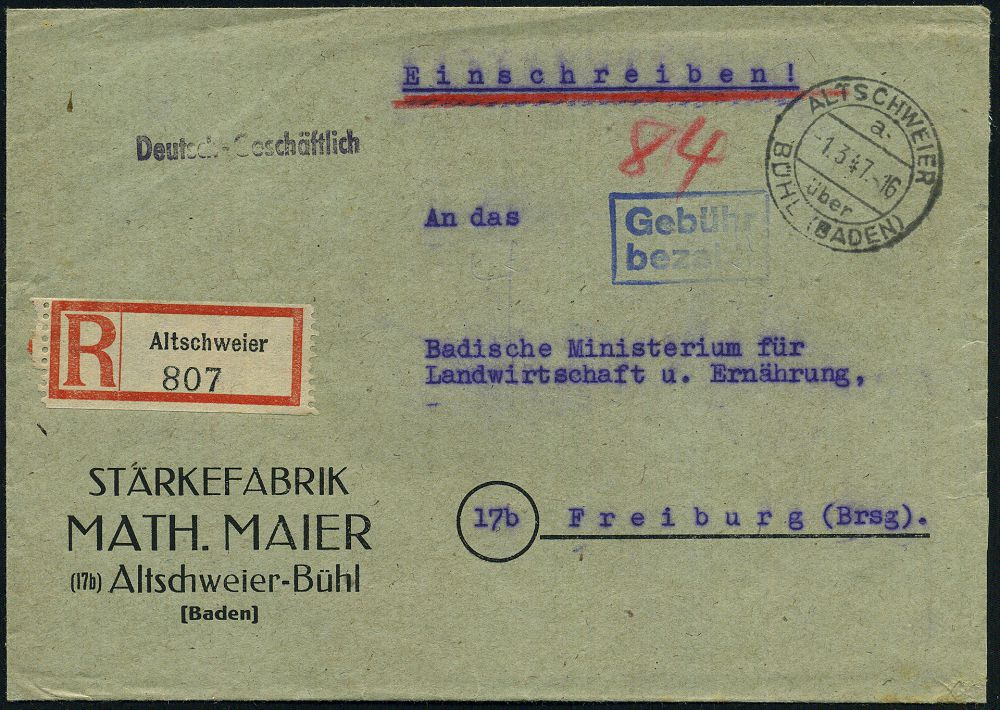 Einschreiben!
84
ALTSCHWEIER
a.
-1.3.47.-16
über
BÜHL (BADEN)
Deutsch-Geschäftlich
An das
Gebühr
R
Altschweier
807
Badische Ministerium für
Landwirtschaft u. Ernährung,
STÄRKEFABRIK
MATH. MAIER
(17b) Altschweier-Bühl
[Baden]
17b Freiburg (Brsg).